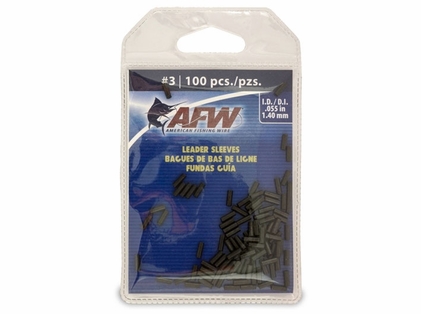 #3 | 100 pcs./pzs.
I.D. / D.I.
.055 in
1.40 mm
AFW
AMERICAN FISHING WIRE
LEADER SLEEVES
BAGUES DE BAS DE LIGNE
FUNDAS GUÍA